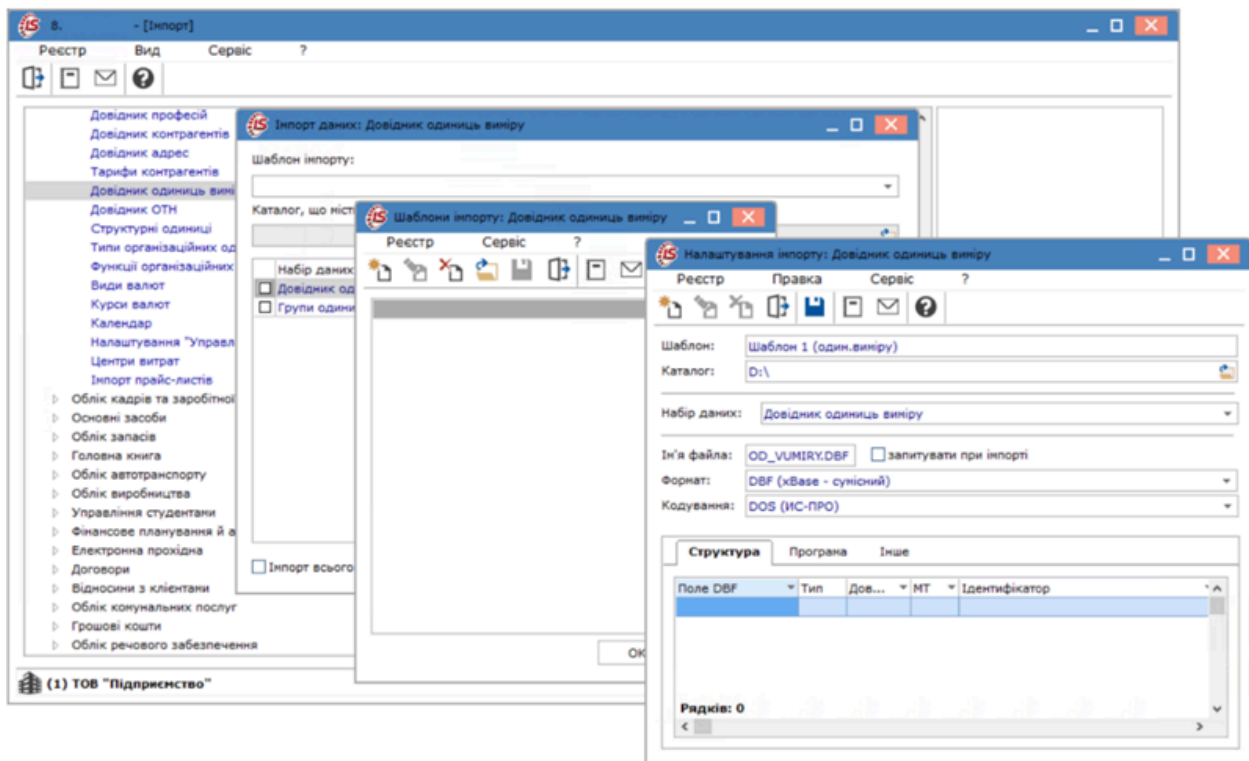 8. - [Імпорт]
Реєстр Вид Сервіс ?
Довідник професій
Довідник контрагентів
Довідник адрес
Тарифи контрагентів
Довідник одиниць вимі
Довідник ОТН
Структурні одиниці
Типи організаційних од
Функції організаційних
Види валют
Курси валют
Календар
Налаштування "Управл
Центри витрат
Імпорт прайс-листів
Облік кадрів та заробітної
Основні засоби
Облік запасів
Головна книга
Облік автотранспорту
Облік виробництва
Управління студентами
Фінансове планування й а
Електронна прохідна
Договори
Відносини з клієнтами
Облік комунальних послуг
Грошові кошти
Облік речового забезпечення
(1) ТОВ "Підприємство"
Імпорт даних: Довідник одиниць виміру
Шаблон імпорту:
Каталог, що місти
Набір даних
Довідник од
Групи одини
Імпорт всього
Шаблони імпорту: Довідник одиниць виміру
Реєстр Сервіс ?
ОК
Налаштування імпорту: Довідник одиниць виміру
Реєстр Правка Сервіс ?
Шаблон: Шаблон 1 (один.виміру)
Каталог: D:\
Набір даних: Довідник одиниць виміру
Ім'я файла: OD_VUMIRY.DBF запитувати при імпорті
Формат: DBF (xBase - сумісний)
Кодування: DOS (ИС-ПРО)
Структура Програма Інше
Поле DBF Тип Дов... МТ Ідентифікатор
Рядків: 0